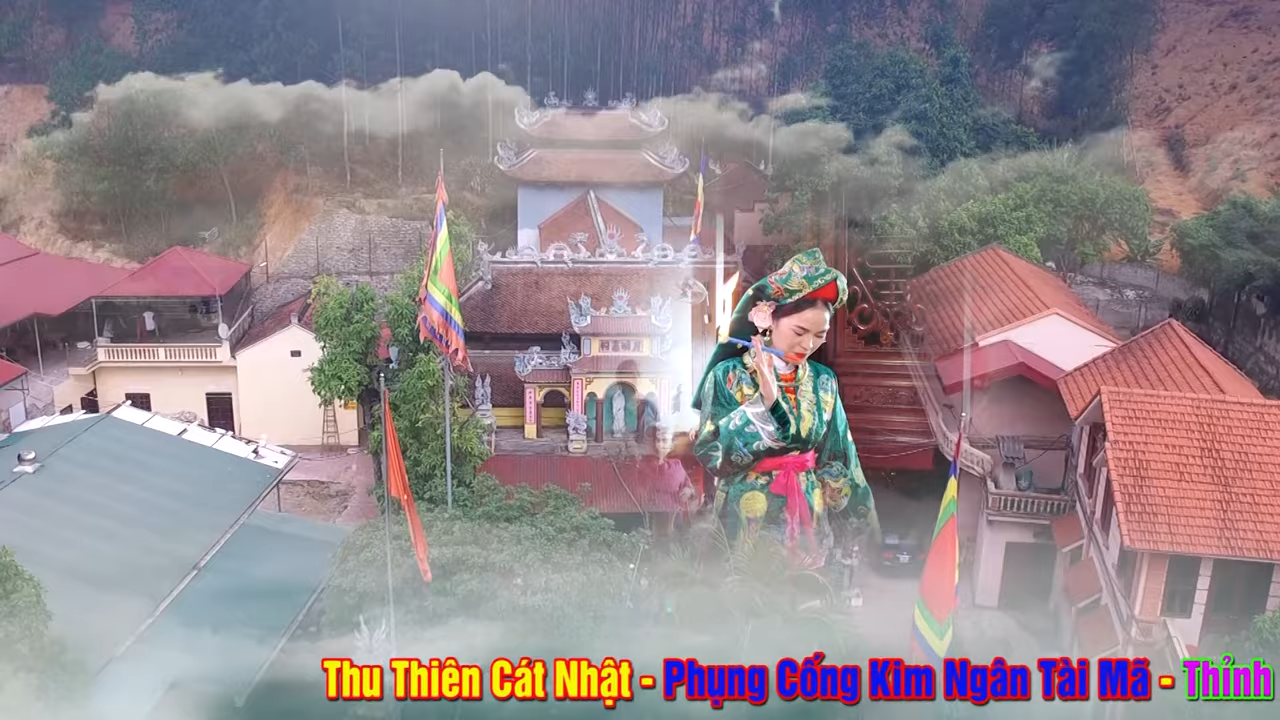 Thu Thiên Cát Nhật - Phụng Cống Kim Ngân Tài Mã - Thỉnh